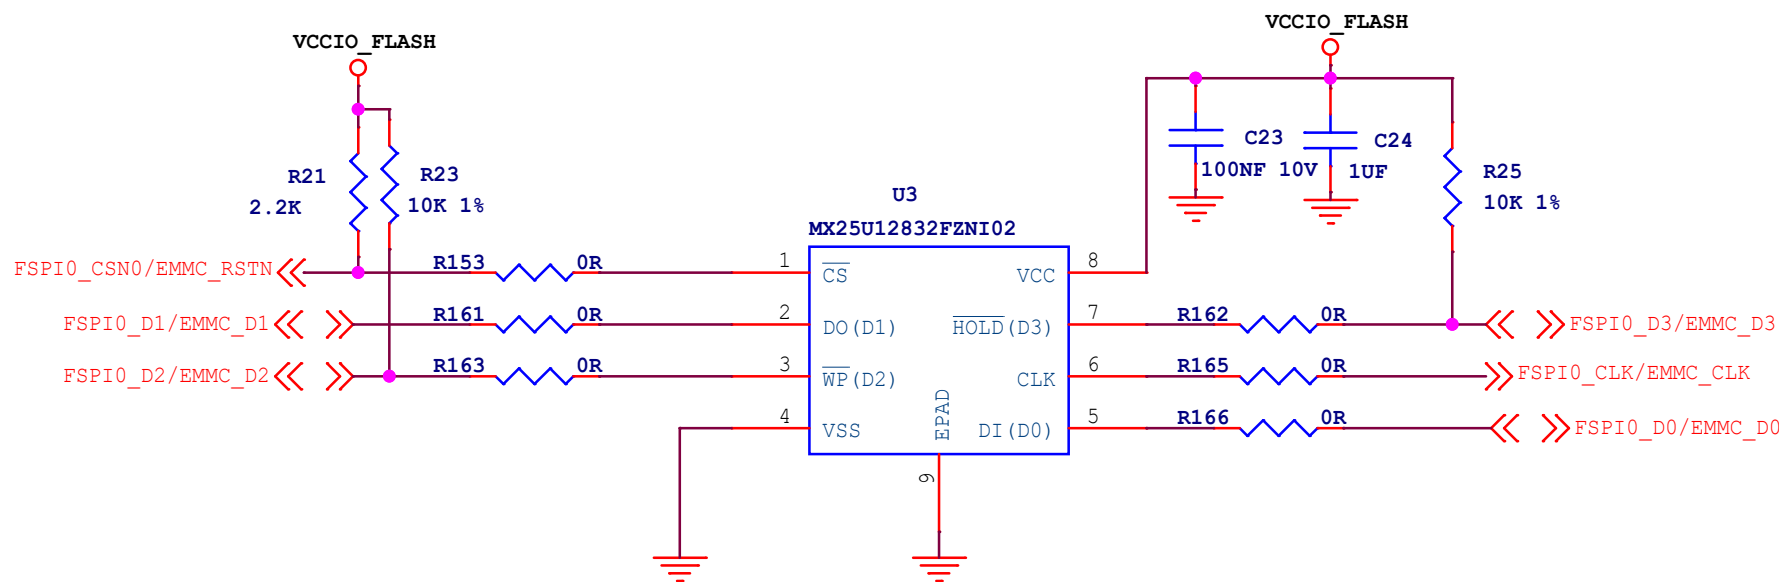 VCCIO_FLASH
VCCIO_FLASH
R21
2.2K
R23
10K 1%
C23
100NF 10V
C24
1UF
R25
10K 1%
U3
MX25U12832FZNI02
FSPI0_CSN0/EMMC_RSTN
R153
0R
1
CS
VCC
8
FSPI0_D1/EMMC_D1
R161
0R
2
DO(D1)
HOLD(D3)
7
R162
0R
FSPI0_D3/EMMC_D3
FSPI0_D2/EMMC_D2
R163
0R
3
WP(D2)
CLK
6
R165
0R
FSPI0_CLK/EMMC_CLK
4
VSS
EPAD
DI(D0)
5
R166
0R
FSPI0_D0/EMMC_D0
9